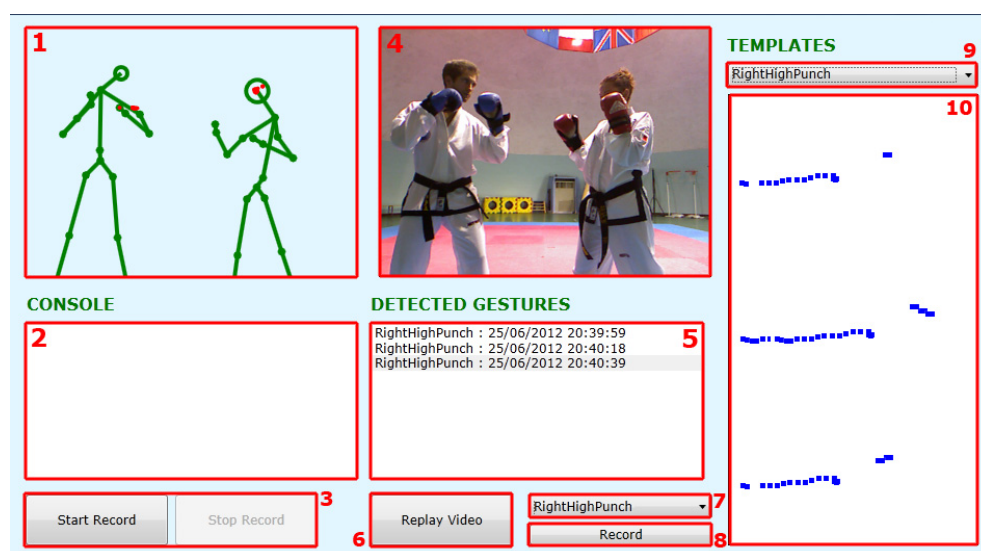 1
4
TEMPLATES
9
RightHighPunch
10
CONSOLE
DETECTED GESTURES
2
RightHighPunch : 25/06/2012 20:39:59
5
RightHighPunch : 25/06/2012 20:40:18
RightHighPunch : 25/06/2012 20:40:39
Start Record
Stop Record
3
6
Replay Video
RightHighPunch
7
Record
8